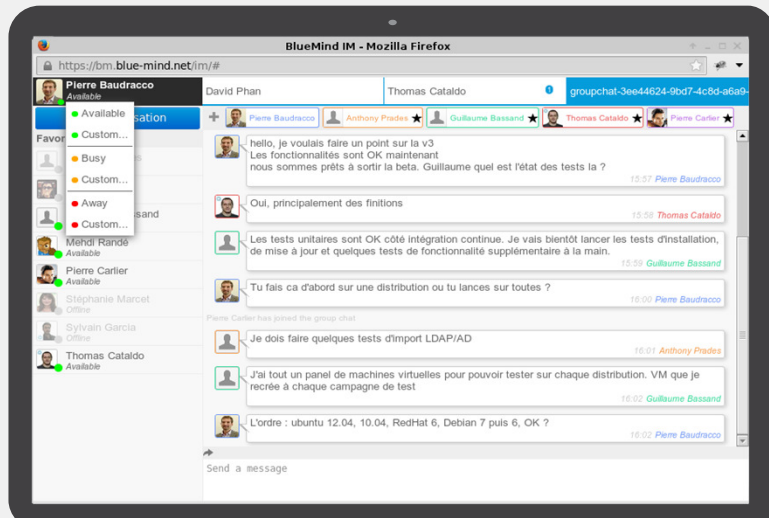 BlueMind IM - Mozilla Firefox
https://bm.blue-mind.net/im/#
Pierre Baudracco
Available
David Phan
Thomas Cataldo
groupchat-3ee44624-9bd7-4c8d-a6a9-
Available
Custom...
Busy
Custom...
Away
Custom...
Mehdi Randé
Available
Pierre Carlier
Available
Stéphanie Marcet
Offline
Sylvain Garcia
Offline
Thomas Cataldo
Available
Pierre Baudracco
Anthony Prades ★
Guillaume Bassand ★
Thomas Cataldo ★
Pierre Carlier ★
hello, je voulais faire un point sur la v3
Les fonctionnalités sont OK maintenant
nous sommes prêts à sortir la beta. Guillaume quel est l'état des tests la ?
15:57 Pierre Baudracco
Oui, principalement des finitions
15:58 Thomas Cataldo
Les tests unitaires sont OK côté intégration continue. Je vais bientôt lancer les tests d'installation,
de mise à jour et quelques tests de fonctionnalité supplémentaire à la main.
15:59 Guillaume Bassand
Tu fais ca d'abord sur une distribution ou tu lances sur toutes ?
16:00 Pierre Baudracco
Pierre Carlier has joined the group chat
Je dois faire quelques tests d'import LDAP/AD
16:01 Anthony Prades
J'ai tout un panel de machines virtuelles pour pouvoir tester sur chaque distribution. VM que je
recrée à chaque campagne de test
16:02 Guillaume Bassand
L'ordre : ubuntu 12.04, 10.04, RedHat 6, Debian 7 puis 6, OK ?
16:02 Pierre Baudracco
Send a message